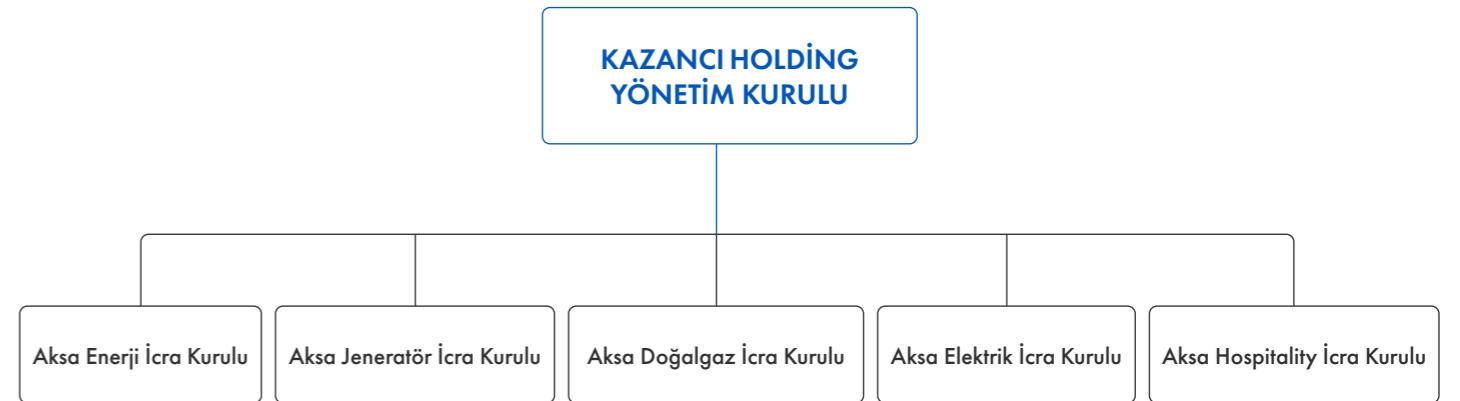 KAZANCI HOLDİNG
YÖNETİM KURULU
Aksa Enerji İcra Kurulu
Aksa Jeneratör İcra Kurulu
Aksa Doğalgaz İcra Kurulu
Aksa Elektrik İcra Kurulu
Aksa Hospitality İcra Kurulu